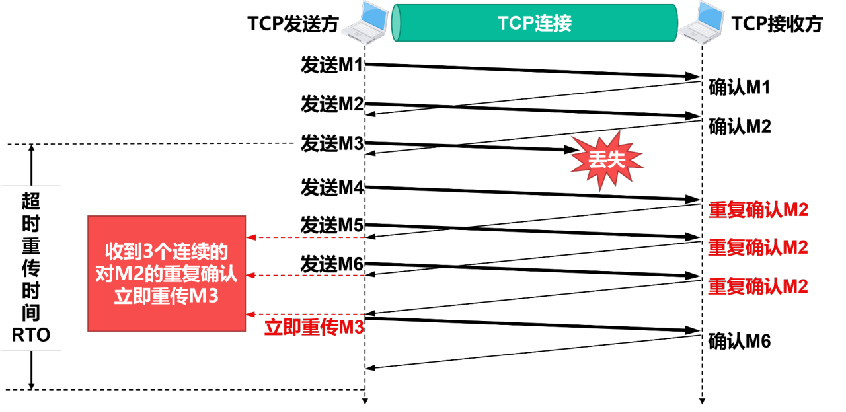 TCP发送方
TCP连接
TCP接收方
发送M1
确认M1
发送M2
确认M2
发送M3
丢失
发送M4
重复确认M2
发送M5
重复确认M2
发送M6
重复确认M2
超
时
重
传
时
间
RTO
收到3个连续的
对M2的重复确认
立即重传M3
立即重传M3
确认M6